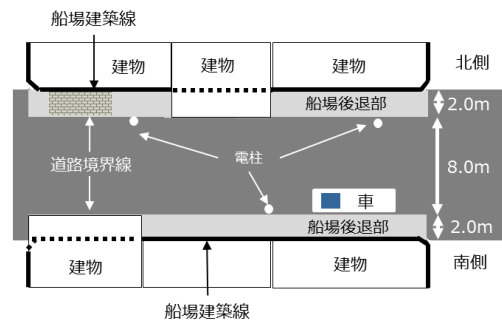 船場建築線
建物
建物
建物
北側
船場後退部
2.0m
道路境界線
電柱
8.0m
車
船場後退部
2.0m
建物
建物
南側
船場建築線